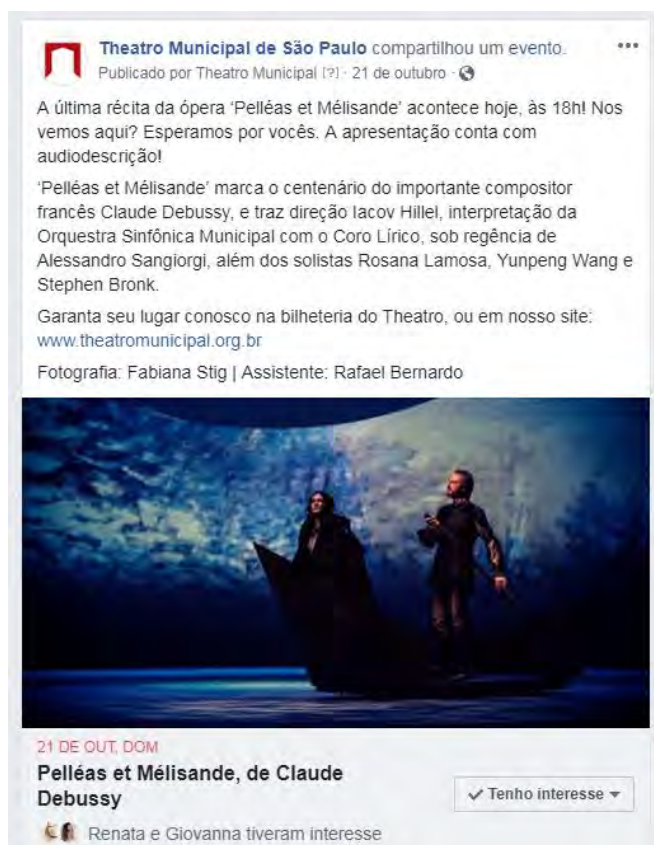 Theatro Municipal de São Paulo compartilhou um evento.
Publicado por Theatro Municipal [?] · 21 de outubro ·
A última récita da ópera ‘Pelléas et Mélisande’ acontece hoje, às 18h! Nos
vemos aqui? Esperamos por vocês. A apresentação conta com
audiodescrição!
‘Pelléas et Mélisande’ marca o centenário do importante compositor
francês Claude Debussy, e traz direção Iacov Hillel, interpretação da
Orquestra Sinfônica Municipal com o Coro Lírico, sob regência de
Alessandro Sangiorgi, além dos solistas Rosana Lamosa, Yunpeng Wang e
Stephen Bronk.
Garanta seu lugar conosco na bilheteria do Theatro, ou em nosso site:
www.theatromunicipal.org.br
Fotografia: Fabiana Stig | Assistente: Rafael Bernardo
21 DE OUT, DOM
Pelléas et Mélisande, de Claude
Debussy
Tenho interesse
Renata e Giovanna tiveram interesse